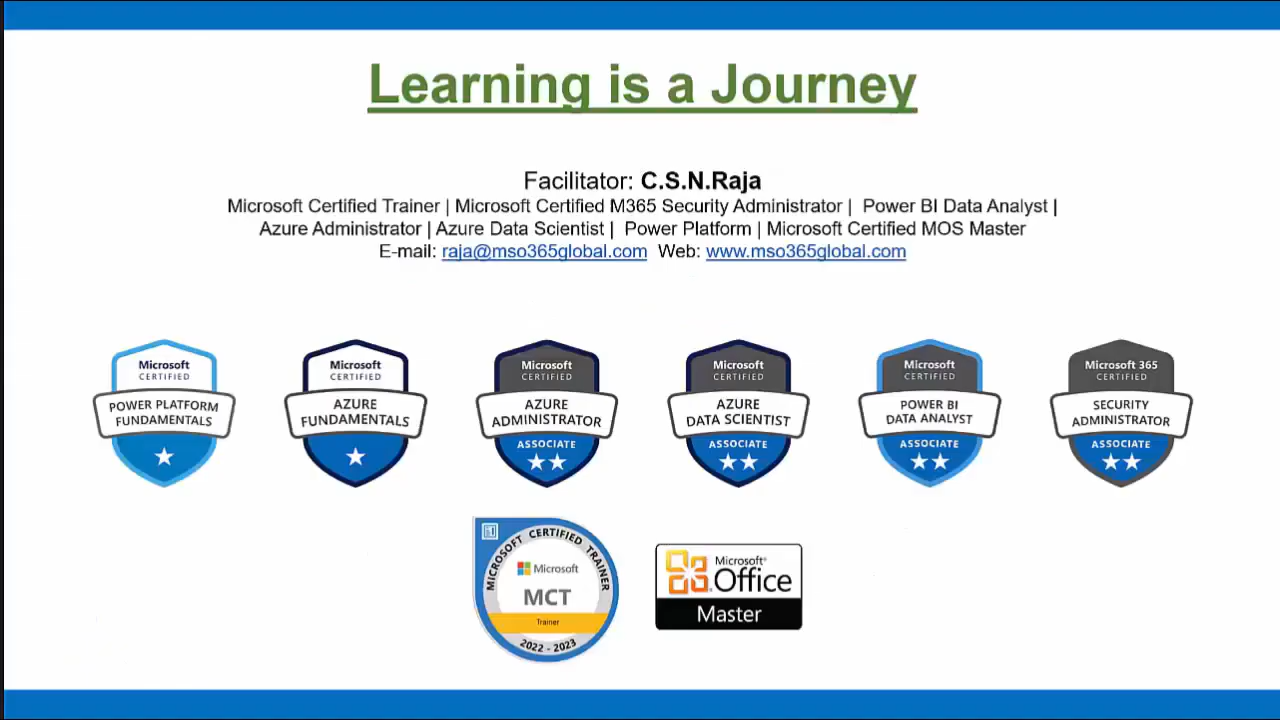 Learning is a Journey
Facilitator: C.S.N.Raja
Microsoft Certified Trainer | Microsoft Certified M365 Security Administrator | Power BI Data Analyst |
Azure Administrator | Azure Data Scientist | Power Platform | Microsoft Certified MOS Master
E-mail: raja@mso365global.com Web: www.mso365global.com
Microsoft
CERTIFIED
POWER PLATFORM
FUNDAMENTALS
Microsoft
CERTIFIED
AZURE
FUNDAMENTALS
Microsoft
CERTIFIED
AZURE
ADMINISTRATOR
ASSOCIATE
Microsoft
CERTIFIED
AZURE
DATA SCIENTIST
ASSOCIATE
Microsoft
CERTIFIED
POWER BI
DATA ANALYST
ASSOCIATE
Microsoft 365
CERTIFIED
SECURITY
ADMINISTRATOR
ASSOCIATE
MICROSOFT CERTIFIED TRAINER
Microsoft
MCT
Trainer
2022 - 2023
Microsoft®
Office
Master